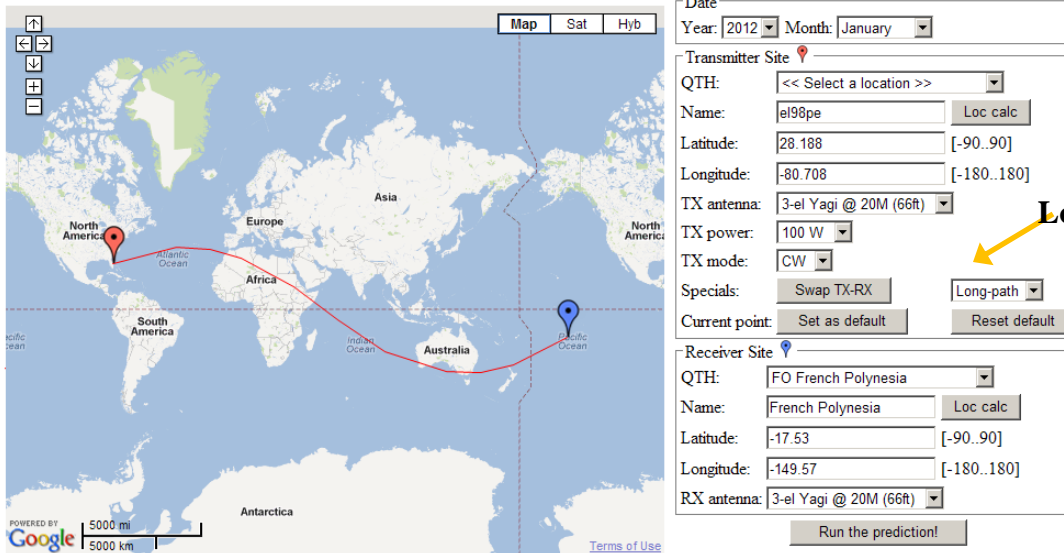 Map Sat Hyb
North America
Atlantic Ocean
Europe
Asia
Africa
South America
Indian Ocean
Australia
Pacific Ocean
North America
Pacific Ocean
Antarctica
POWERED BY
Google
5000 mi
5000 km
Terms of Use
Date
Year: 2012 Month: January
Transmitter Site
QTH: << Select a location >>
Name: el98pe Loc calc
Latitude: 28.188 [-90..90]
Longitude: -80.708 [-180..180]
TX antenna: 3-el Yagi @ 20M (66ft)
TX power: 100 W
TX mode: CW
Specials: Swap TX-RX Long-path
Current point: Set as default Reset default
Receiver Site
QTH: FO French Polynesia
Name: French Polynesia Loc calc
Latitude: -17.53 [-90..90]
Longitude: -149.57 [-180..180]
RX antenna: 3-el Yagi @ 20M (66ft)
Run the prediction!